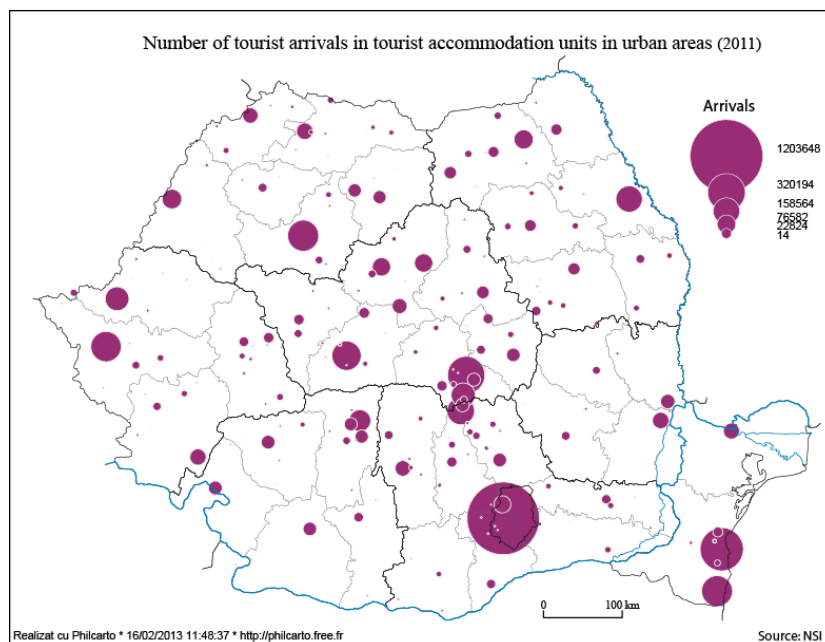 Number of tourist arrivals in tourist accommodation units in urban areas (2011)
Arrivals
1203648
320194
158564
76582
22824
14
0 100 km
Realizat cu Philcarto * 16/02/2013 11:48:37 * http://philcarto.free.fr
Source: NSI